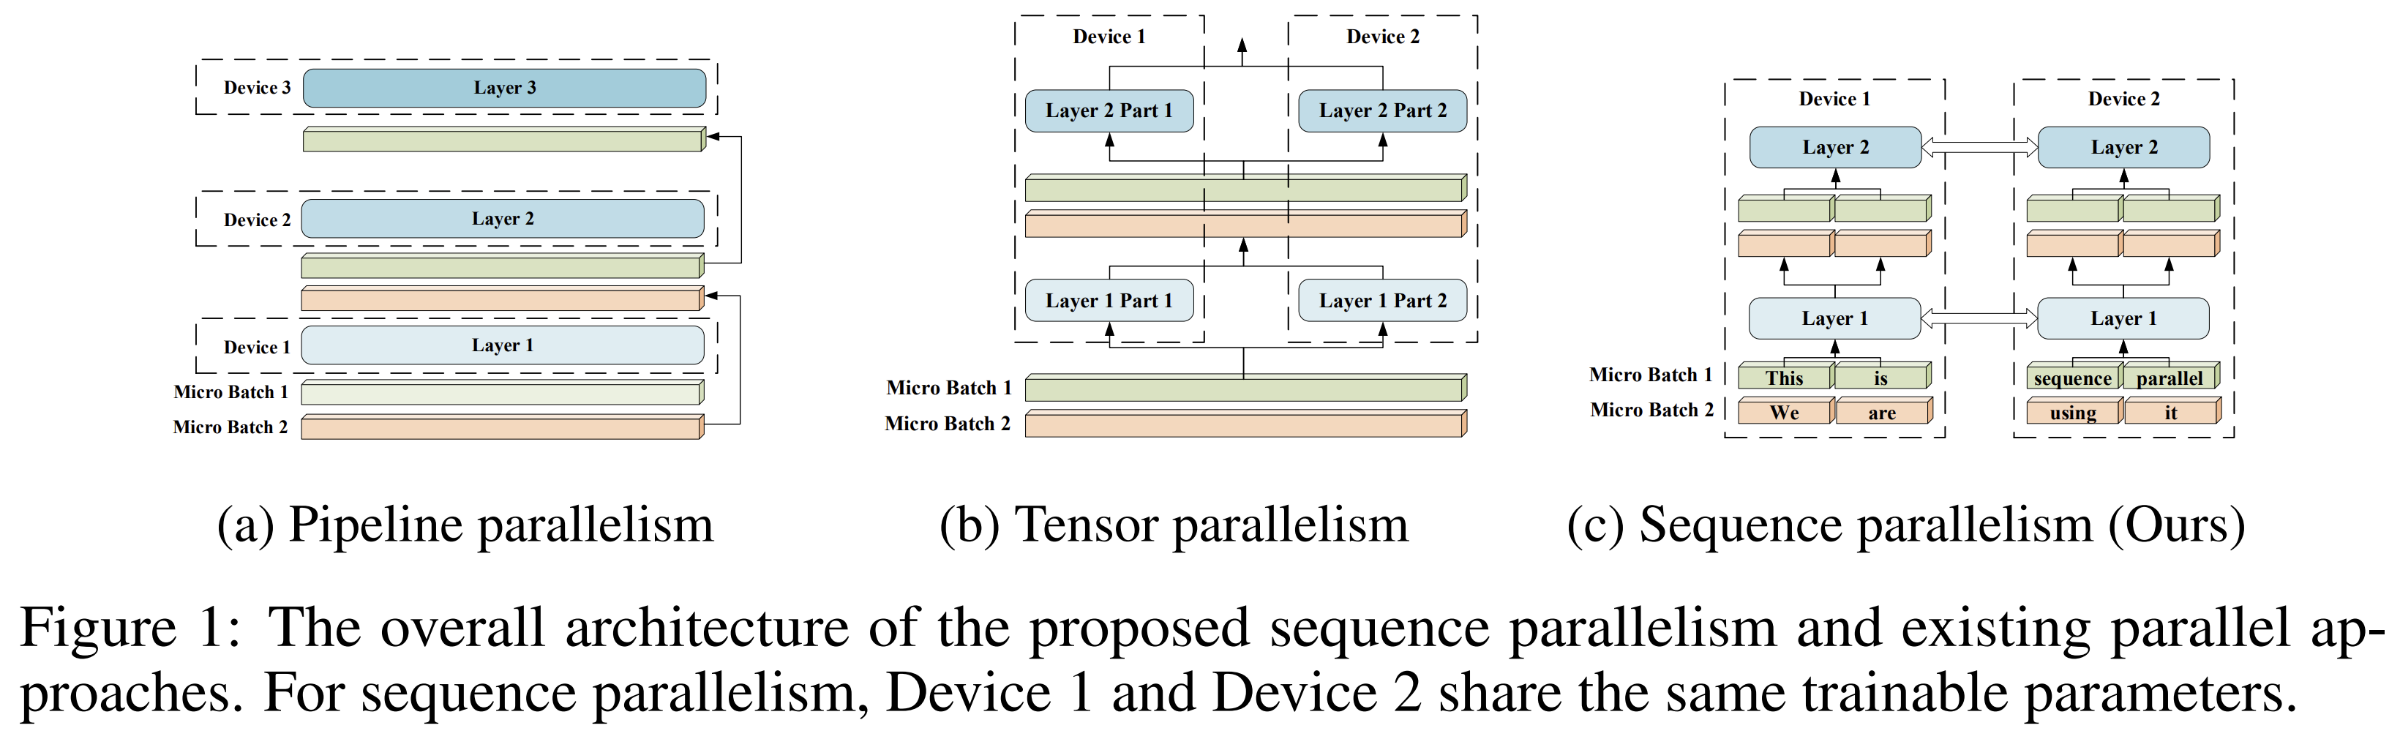 Device 3
Layer 3
Device 2
Layer 2
Device 1
Layer 1
Micro Batch 1
Micro Batch 2
(a) Pipeline parallelism
Device 1
Device 2
Layer 2 Part 1
Layer 2 Part 2
Layer 1 Part 1
Layer 1 Part 2
Micro Batch 1
Micro Batch 2
(b) Tensor parallelism
Device 1
Device 2
Layer 2
Layer 2
Layer 1
Layer 1
Micro Batch 1
This
is
sequence
parallel
Micro Batch 2
We
are
using
it
(c) Sequence parallelism (Ours)
Figure 1: The overall architecture of the proposed sequence parallelism and existing parallel ap-
proaches. For sequence parallelism, Device 1 and Device 2 share the same trainable parameters.